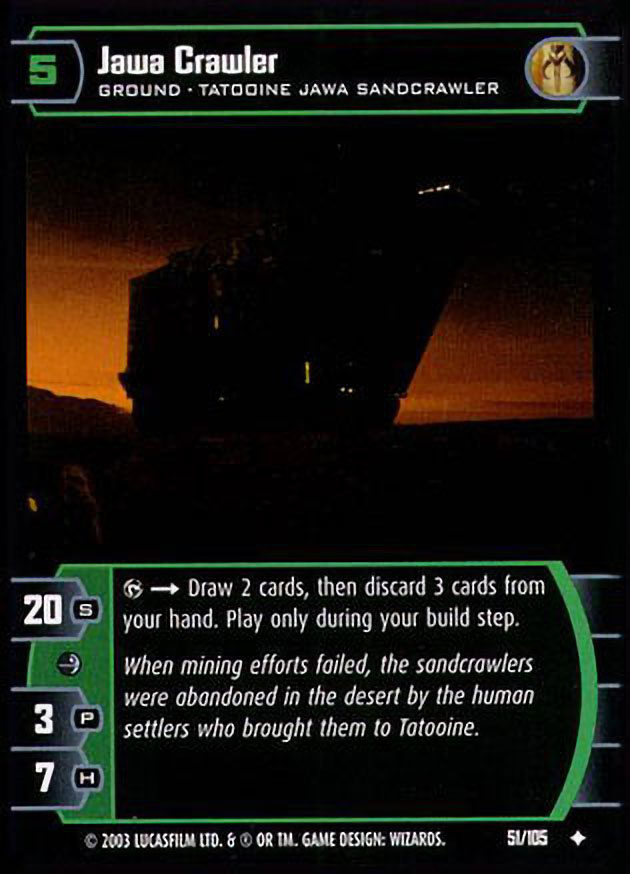 5
Jawa Crawler
GROUND · TATOOINE JAWA SANDCRAWLER
20 S
→ Draw 2 cards, then discard 3 cards from
your hand. Play only during your build step.
When mining efforts failed, the sandcrawlers
were abandoned in the desert by the human
settlers who brought them to Tatooine.
3 P
7 H
© 2003 LUCASFILM LTD. & ® OR TM. GAME DESIGN: WIZARDS.
51/105